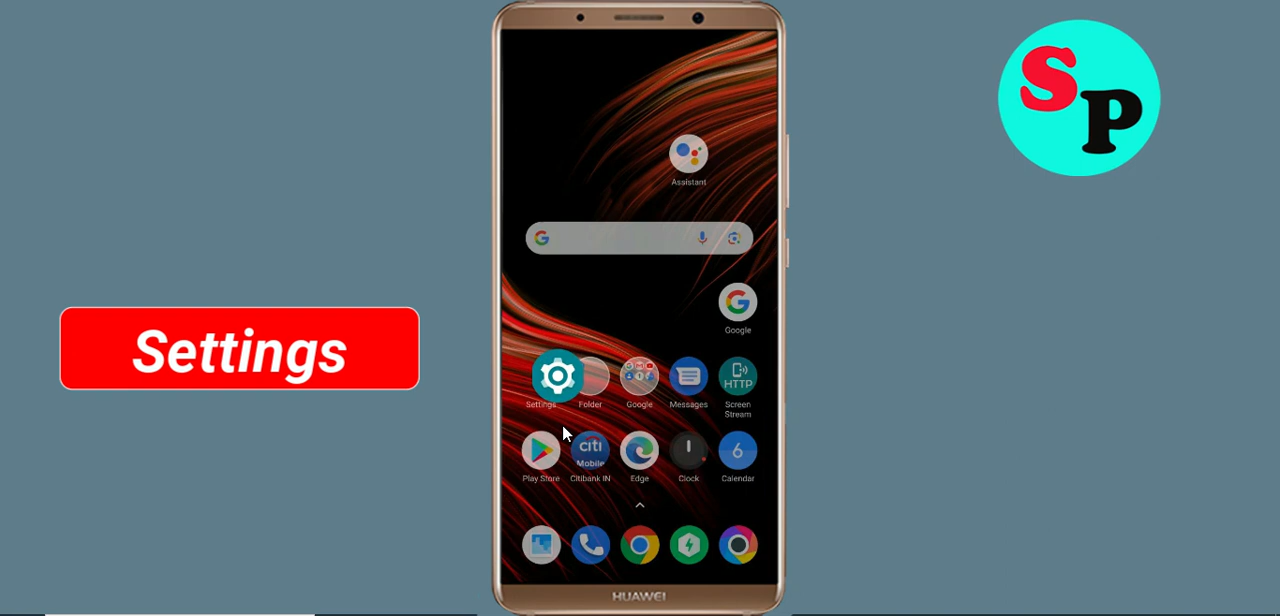 SP
Assistant
Google
Settings
Settings
Folder
Google
Messages
HTTP
Screen
Stream
citi
Mobile
6
Play Store
Citibank IN
Edge
Clock
Calendar
HUAWEI